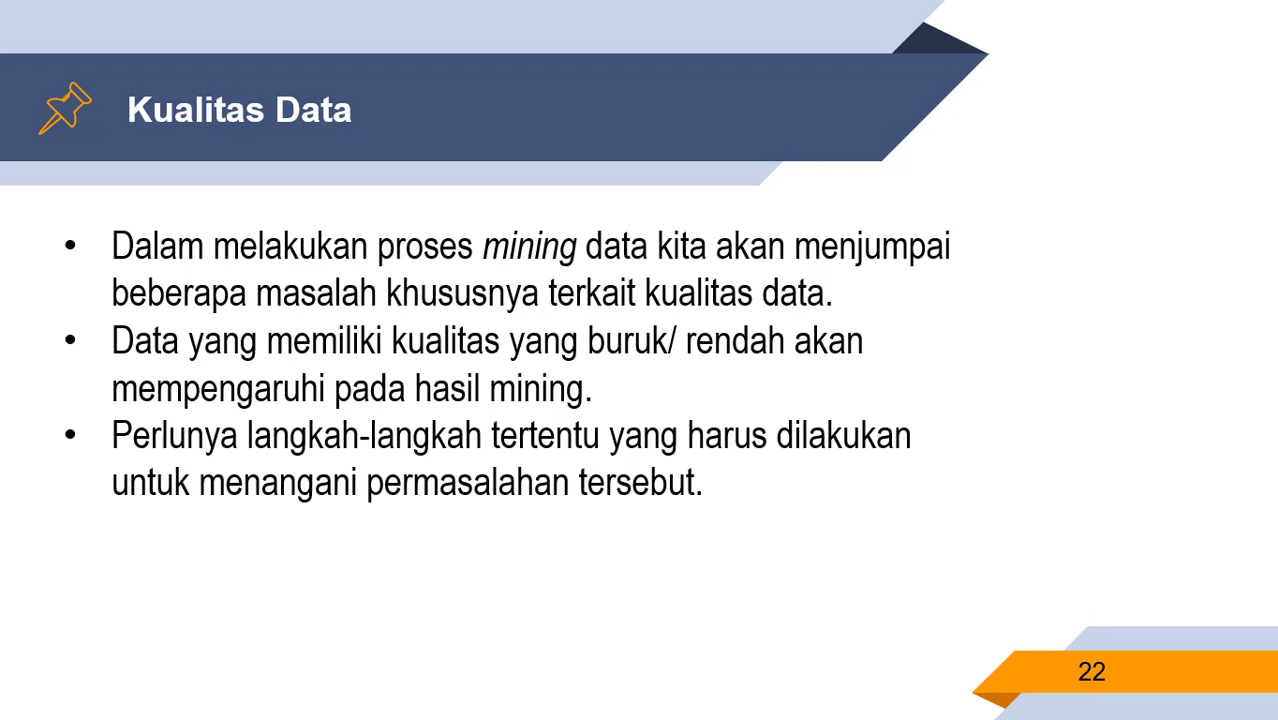 Kualitas Data
• Dalam melakukan proses mining data kita akan menjumpai
beberapa masalah khususnya terkait kualitas data.
• Data yang memiliki kualitas yang buruk/ rendah akan
mempengaruhi pada hasil mining.
• Perlunya langkah-langkah tertentu yang harus dilakukan
untuk menangani permasalahan tersebut.
22